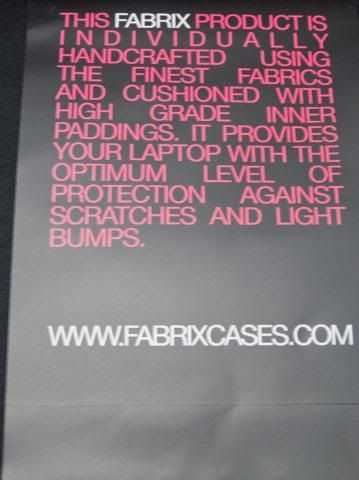 THIS FABRIX PRODUCT IS
INDIVIDUALLY
HANDCRAFTED USING
THE FINEST FABRICS
AND CUSHIONED WITH
HIGH GRADE INNER
PADDINGS. IT PROVIDES
YOUR LAPTOP WITH THE
OPTIMUM LEVEL OF
PROTECTION AGAINST
SCRATCHES AND LIGHT
BUMPS.
WWW.FABRIXCASES.COM